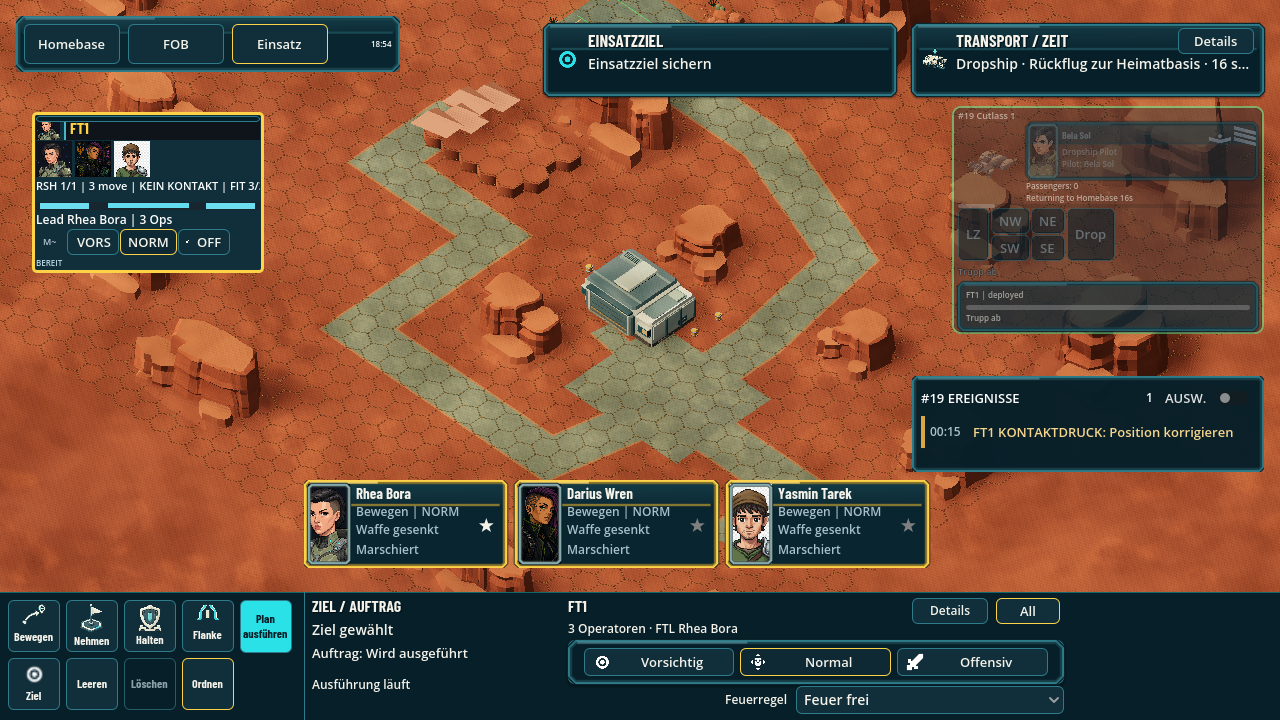 Homebase
FOB
Einsatz
18:54
EINSATZZIEL
Einsatzziel sichern
TRANSPORT / ZEIT
Details
Dropship · Rückflug zur Heimatbasis · 16 s...
FT1
RSH 1/1 | 3 move | KEIN KONTAKT | FIT 3/
Lead Rhea Bora | 3 Ops
M~
VORS
NORM
OFF
BEREIT
#19 Cutlass 1
Bela Sol
Dropship Pilot
Pilot: Bela Sol
Passengers: 0
Returning to Homebase 16s
LZ
NW
NE
SW
SE
Drop
Trupp ab
FT1 | deployed
Trupp ab
#19 EREIGNISSE
1
AUSW.
00:15
FT1 KONTAKTDRUCK: Position korrigieren
Rhea Bora
Bewegen | NORM
Waffe gesenkt
Marschiert
Darius Wren
Bewegen | NORM
Waffe gesenkt
Marschiert
Yasmin Tarek
Bewegen | NORM
Waffe gesenkt
Marschiert
Bewegen
Nehmen
Halten
Flanke
Plan
ausführen
Ziel
Leeren
Löschen
Ordnen
ZIEL / AUFTRAG
Ziel gewählt
Auftrag: Wird ausgeführt
Ausführung läuft
FT1
3 Operatoren · FTL Rhea Bora
Details
All
Vorsichtig
Normal
Offensiv
Feuerregel
Feuer frei